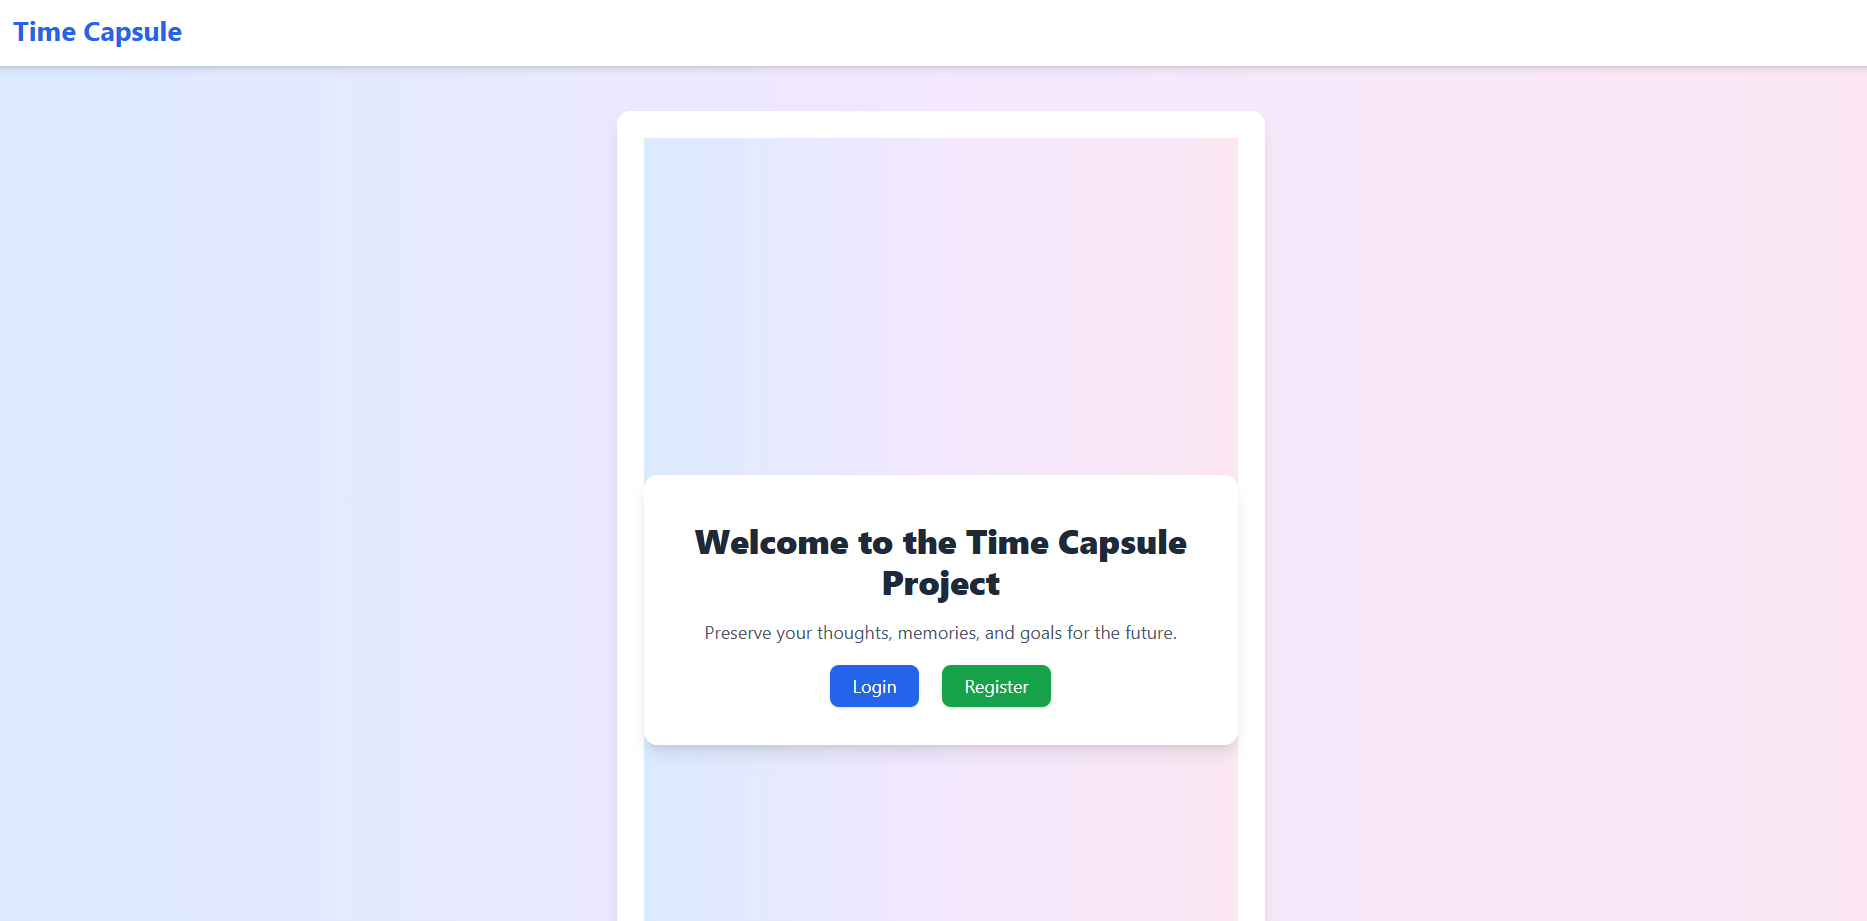 Time Capsule
Welcome to the Time Capsule
Project
Preserve your thoughts, memories, and goals for the future.
Login Register